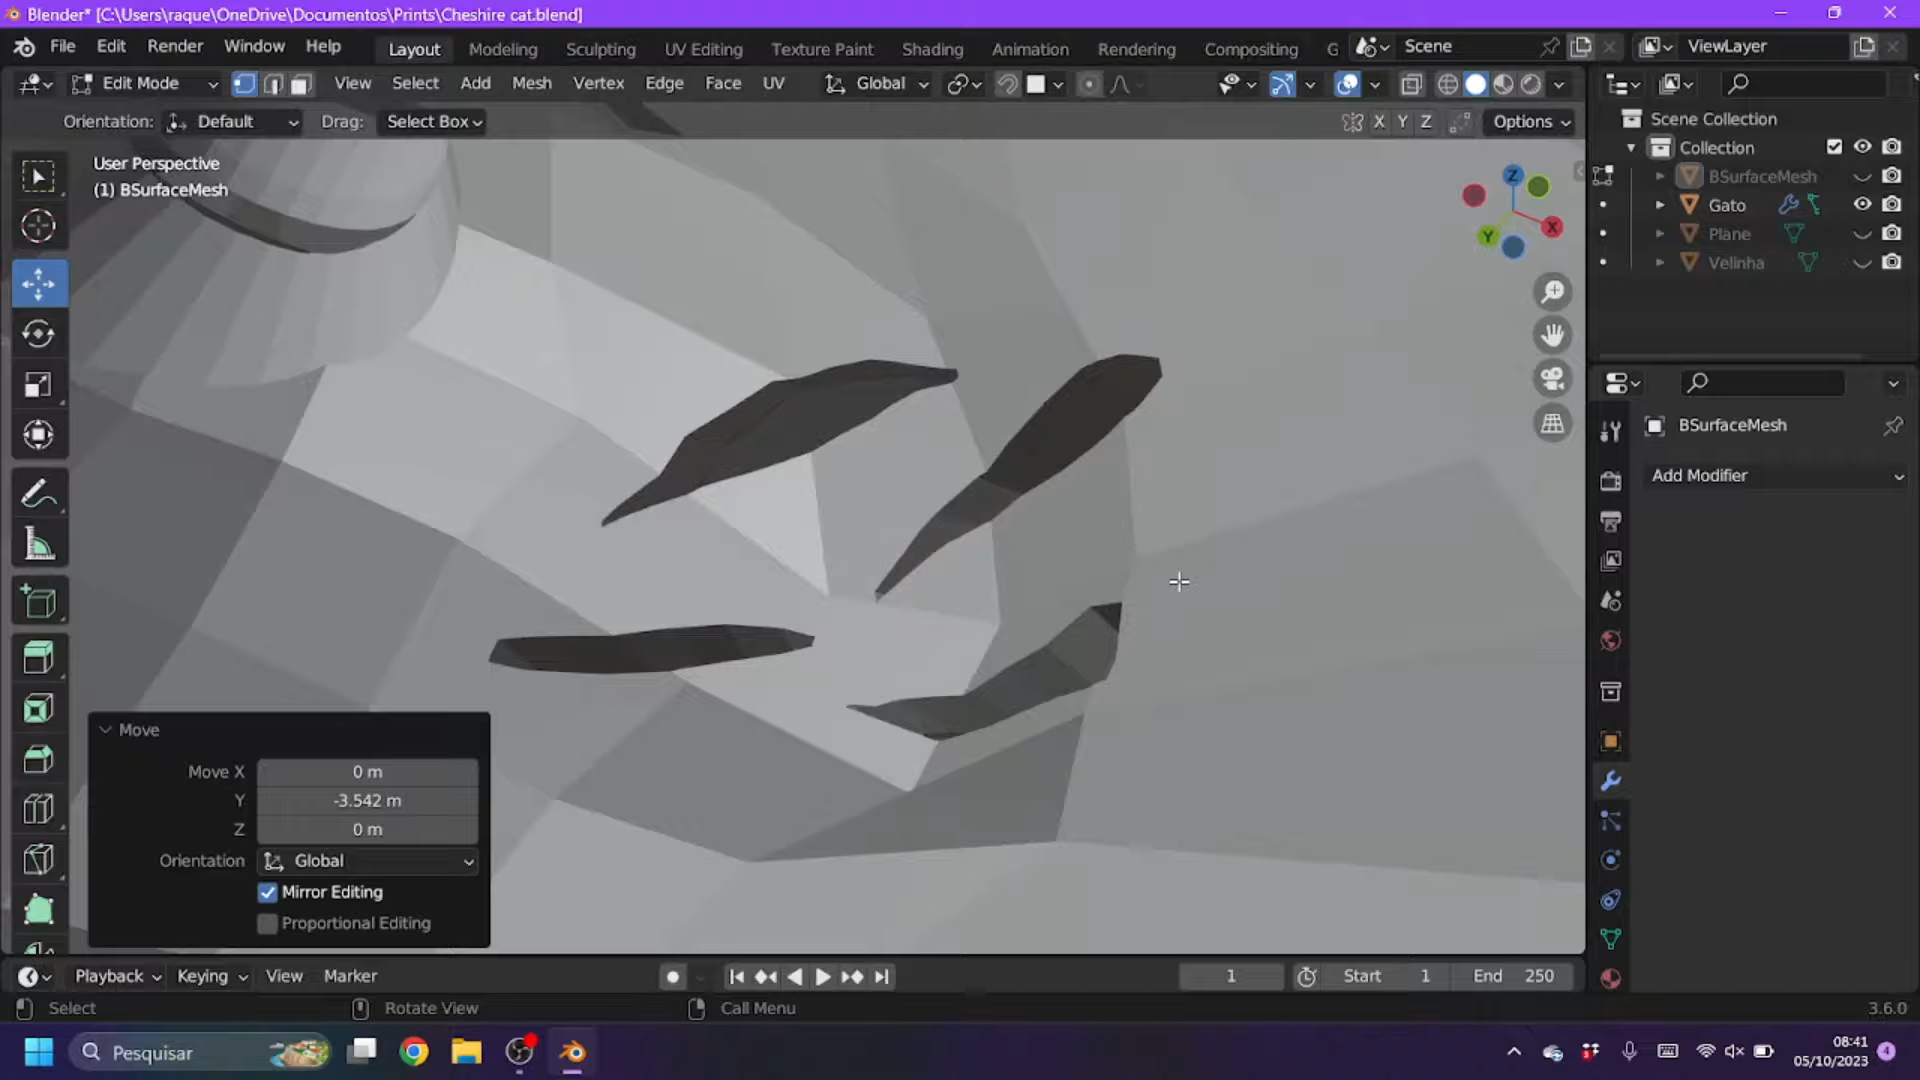 Blender* [C:\Users\raque\OneDrive\Documentos\Prints\Cheshire cat.blend]
File Edit Render Window Help Layout Modeling Sculpting UV Editing Texture Paint Shading Animation Rendering Compositing G Scene ViewLayer
Edit Mode View Select Add Mesh Vertex Edge Face UV Global
Orientation: Default Drag: Select Box X Y Z Options
User Perspective
(1) BSurfaceMesh
Z
Y
X
Scene Collection
Collection
BSurfaceMesh
Gato
Plane
Velinha
BSurfaceMesh
Add Modifier
Move
Move X 0 m
Y -3.542 m
Z 0 m
Orientation Global
Mirror Editing
Proportional Editing
Playback Keying View Marker 1 Start 1 End 250
Select Rotate View Call Menu 3.6.0
Pesquisar 08:41
05/10/2023 4